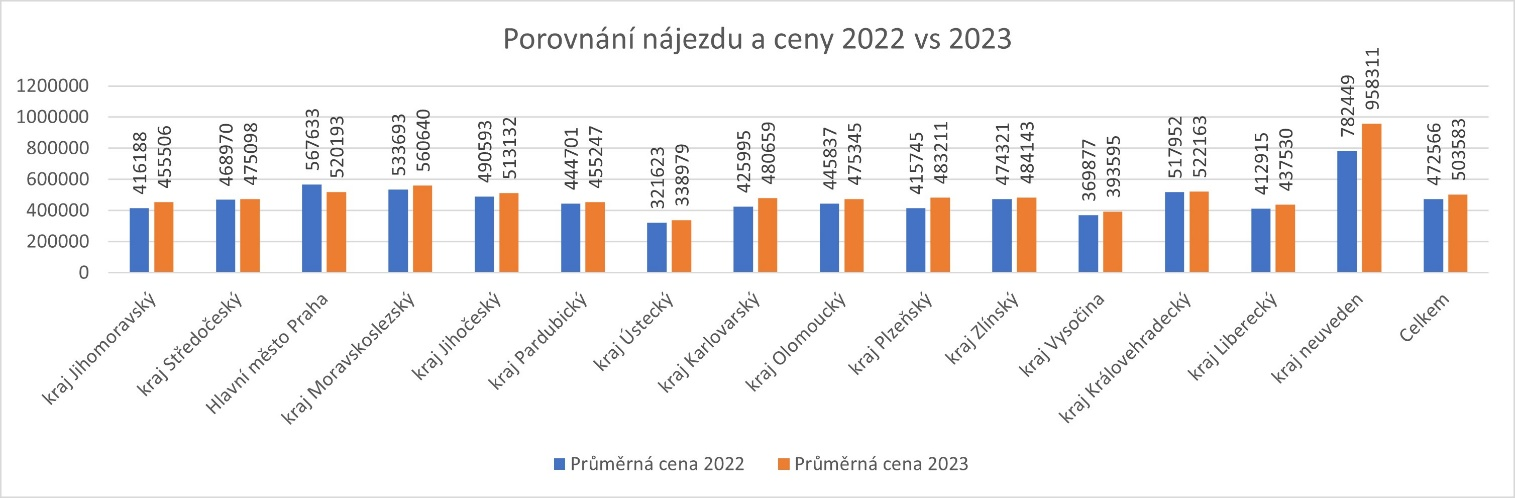 Porovnání nájezdu a ceny 2022 vs 2023
1200000
1000000
800000
600000
400000
200000
0
416188
455506
468970
475098
567633
520193
533693
560640
490593
513132
444701
455247
321623
338979
425995
480659
445837
475345
415745
483211
474321
484143
369877
393595
517952
522163
412915
437530
782449
958311
472566
503583
kraj Jihomoravský
kraj Středočeský
Hlavní město Praha
kraj Moravskoslezský
kraj Jihočeský
kraj Pardubický
kraj Ústecký
kraj Karlovarský
kraj Olomoucký
kraj Plzeňský
kraj Zlínský
kraj Vysočina
kraj Královehradecký
kraj Liberecký
kraj neuveden
Celkem
Průměrná cena 2022
Průměrná cena 2023